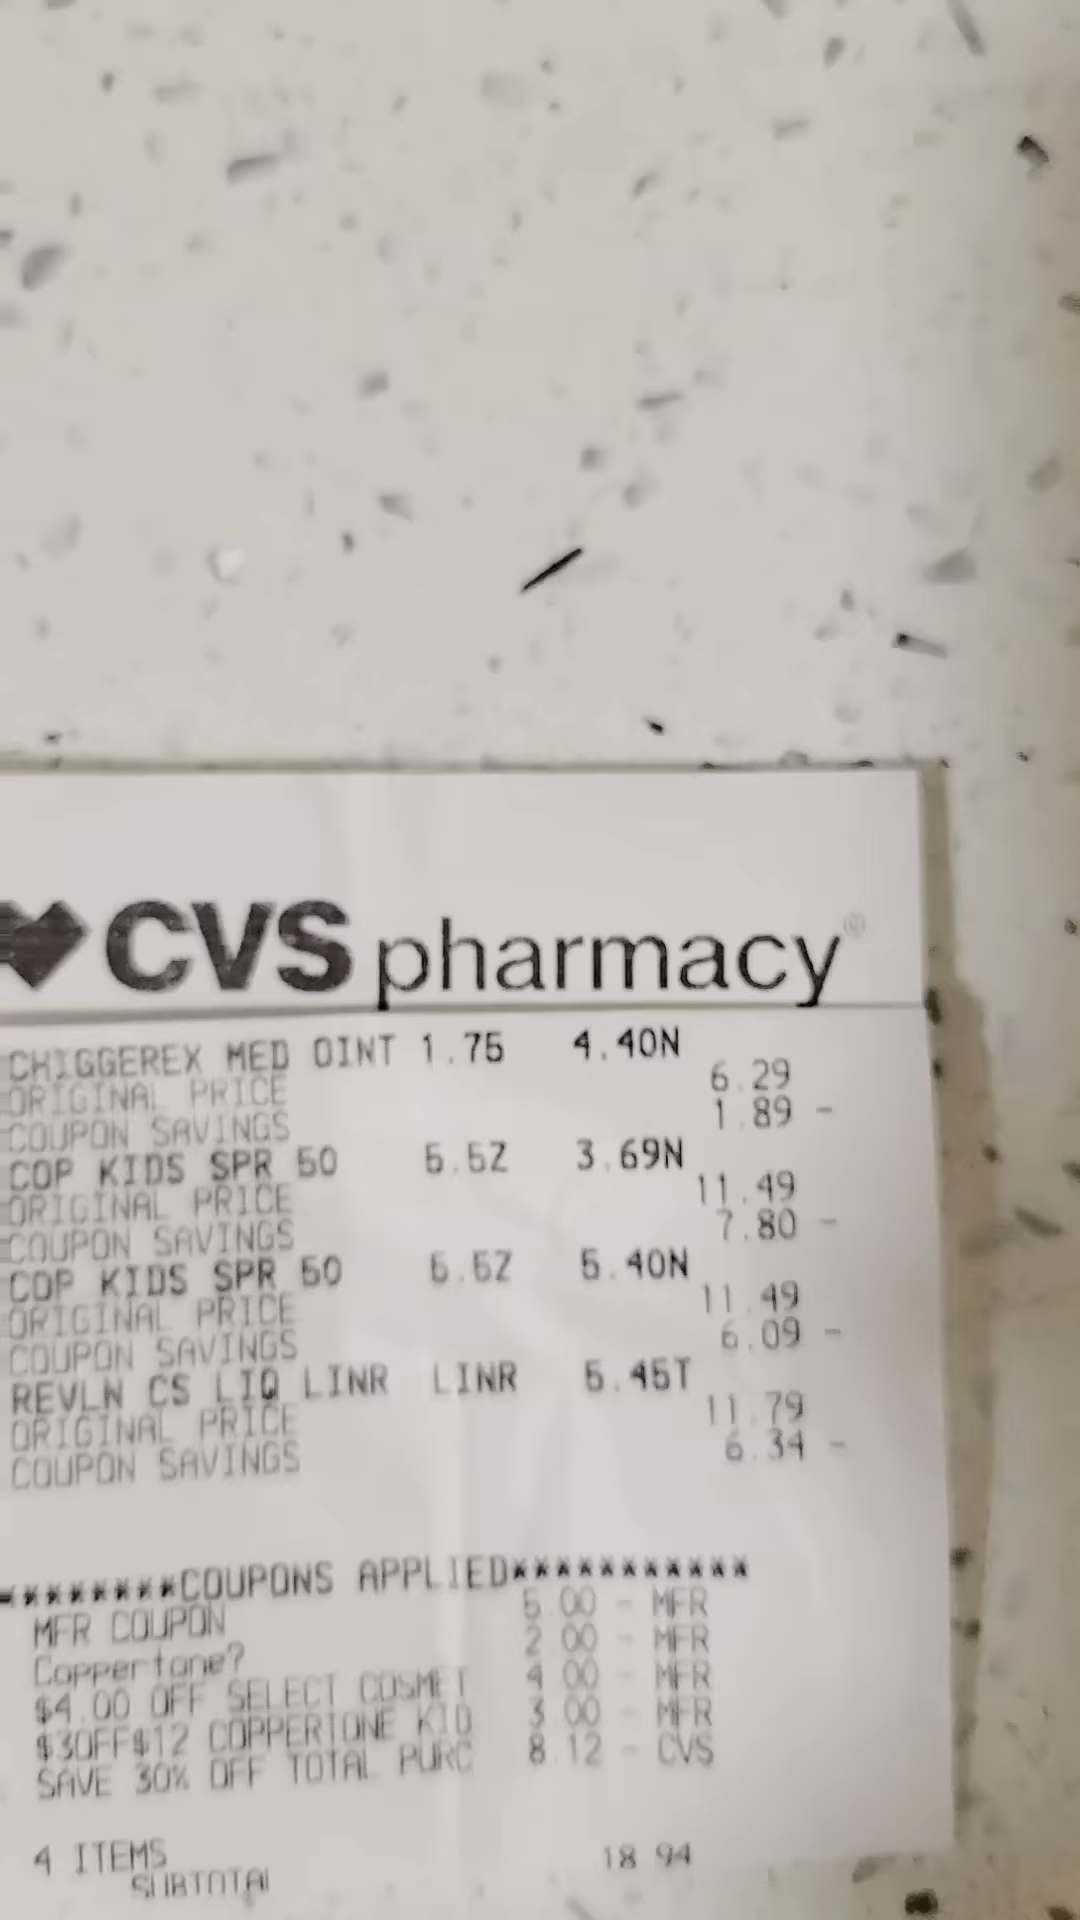 CVS pharmacy®
CHIGGEREX MED OINT 1.75 4.40N
ORIGINAL PRICE 6.29
COUPON SAVINGS 1.89 -
COP KIDS SPR 50 5.5Z 3.69N
ORIGINAL PRICE 11.49
COUPON SAVINGS 7.80 -
COP KIDS SPR 50 5.5Z 5.40N
ORIGINAL PRICE 11.49
COUPON SAVINGS 6.09 -
REVLN CS LIQ LINR LINR 5.45T
ORIGINAL PRICE 11.79
COUPON SAVINGS 6.34 -
********COUPONS APPLIED***********
MFR COUPON 5.00 - MFR
Coppertone? 2.00 - MFR
$4.00 OFF SELECT COSMET 4.00 - MFR
$3OFF$12 COPPERTONE KID 3.00 - MFR
SAVE 30% OFF TOTAL PURC 8.12 - CVS
4 ITEMS
SUBTOTAL 18.94